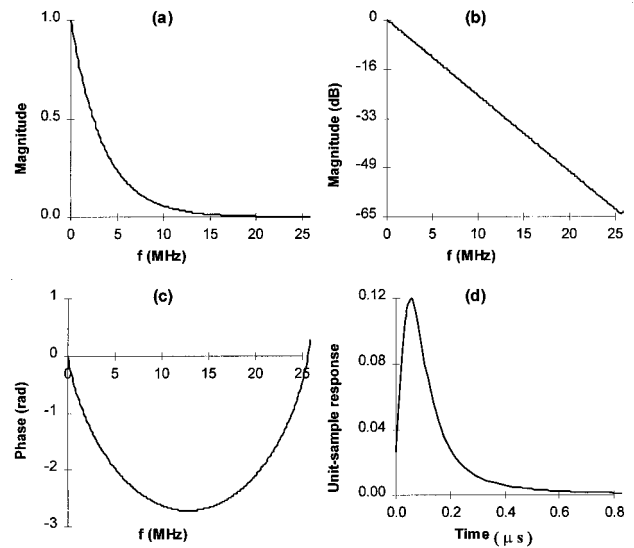 (a)
1.0
0.5
0.0
Magnitude
0 5 10 15 20 25
f (MHz)
(b)
0
-16
-33
-49
-65
Magnitude (dB)
0 5 10 15 20 25
f (MHz)
(c)
1
0
-1
-2
-3
Phase (rad)
0 5 10 15 20 25
f (MHz)
(d)
0.12
0.08
0.04
0.00
Unit-sample response
0.0 0.2 0.4 0.6 0.8
Time ( μ s )